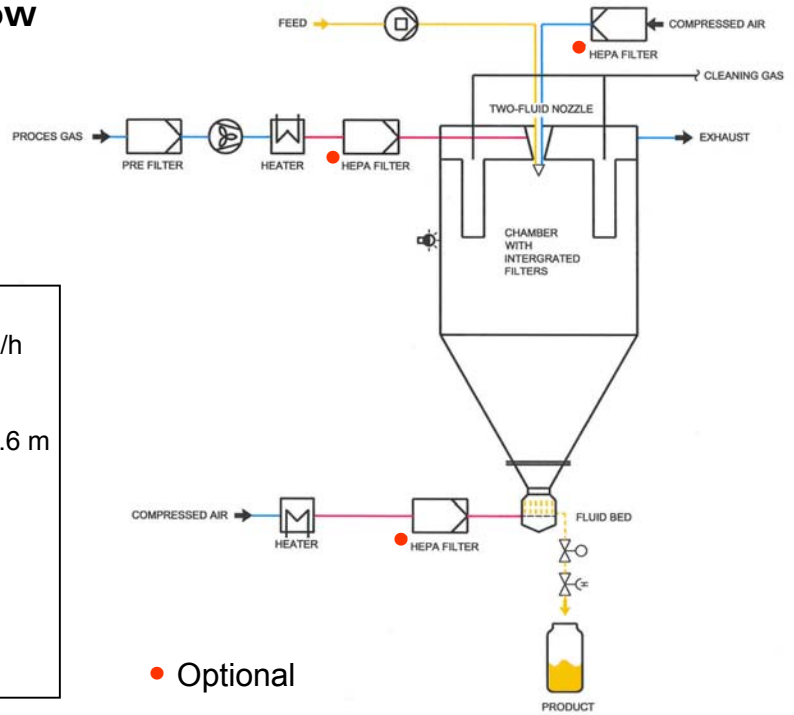 ow
FEED
COMPRESSED AIR
HEPA FILTER
CLEANING GAS
TWO-FLUID NOZZLE
PROCES GAS
EXHAUST
PRE FILTER
HEATER
HEPA FILTER
CHAMBER
WITH
INTERGRATED
FILTERS
/h
.6 m
COMPRESSED AIR
FLUID BED
HEATER
HEPA FILTER
• Optional
PRODUCT